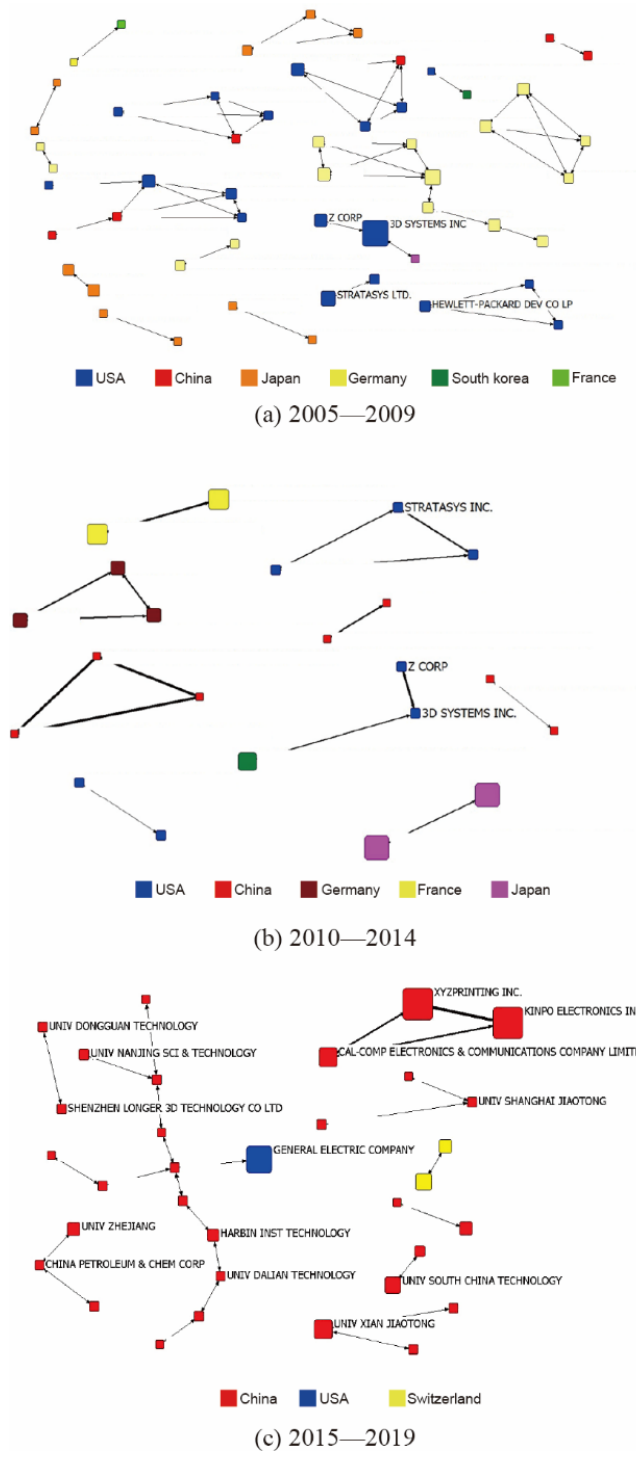 Z CORP
3D SYSTEMS INC
STRATASYS LTD.
HEWLETT-PACKARD DEV CO LP
USA China Japan Germany South korea France
(a) 2005—2009
STRATASYS INC.
Z CORP
3D SYSTEMS INC.
USA China Germany France Japan
(b) 2010—2014
XYZPRINTING INC.
KINPO ELECTRONICS IN
UNIV DONGGUAN TECHNOLOGY
UNIV NANJING SCI & TECHNOLOGY
CAL-COMP ELECTRONICS & COMMUNICATIONS COMPANY LIMIT
UNIV SHANGHAI JIAOTONG
SHENZHEN LONGER 3D TECHNOLOGY CO LTD
GENERAL ELECTRIC COMPANY
UNIV ZHEJIANG
HARBIN INST TECHNOLOGY
CHINA PETROLEUM & CHEM CORP
UNIV DALIAN TECHNOLOGY
UNIV SOUTH CHINA TECHNOLOGY
UNIV XIAN JIAOTONG
China USA Switzerland
(c) 2015—2019